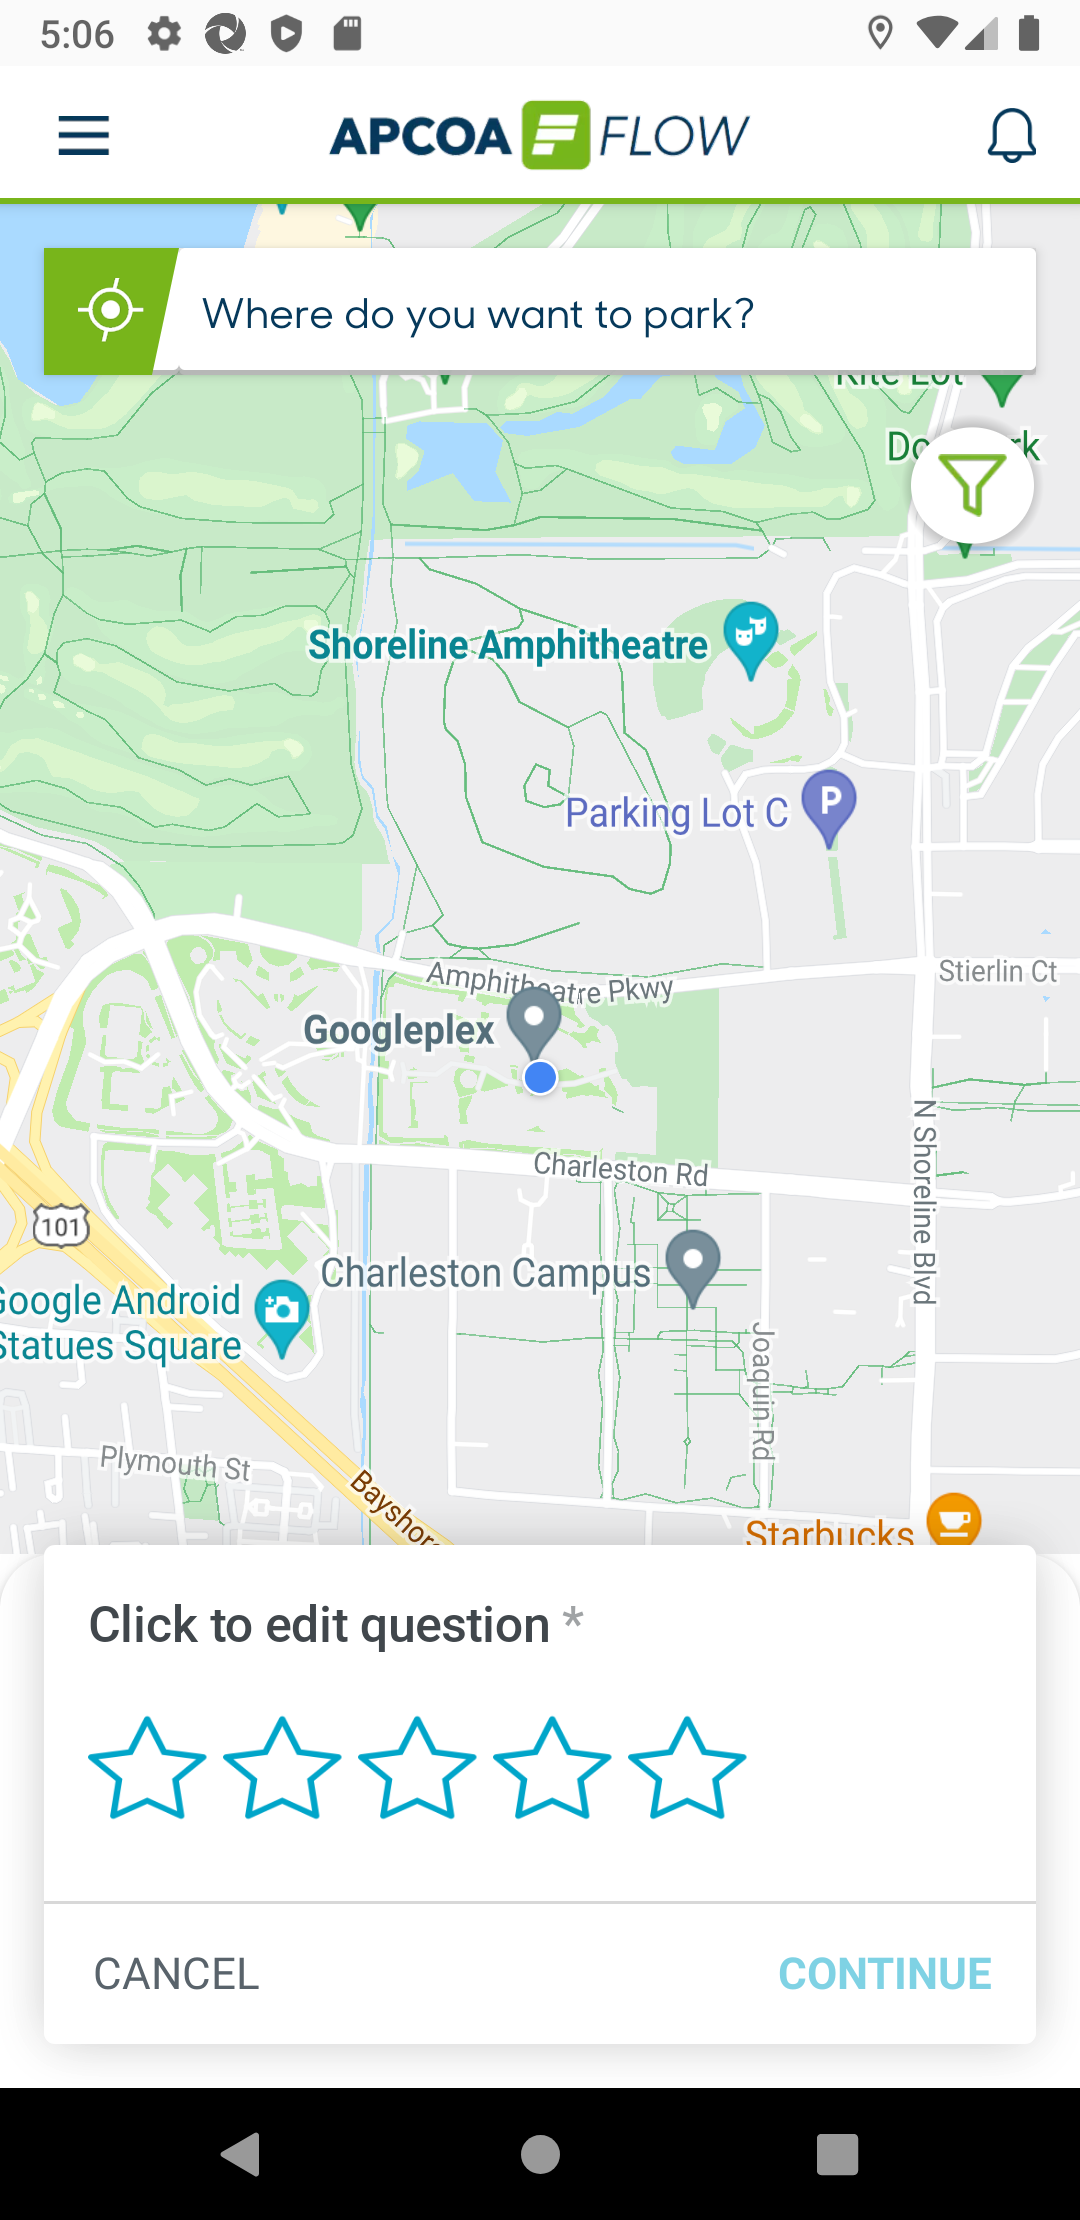 5:06
APCOA FLOW
Where do you want to park?
Kite Lot
Shoreline Amphitheatre
Parking Lot C
P
Stierlin Ct
Amphitheatre Pkwy
Googleplex
N Shoreline Blvd
Charleston Rd
101
Charleston Campus
Google Android
Statues Square
Joaquin Rd
Plymouth St
Starbucks
Click to edit question *
CANCEL
CONTINUE